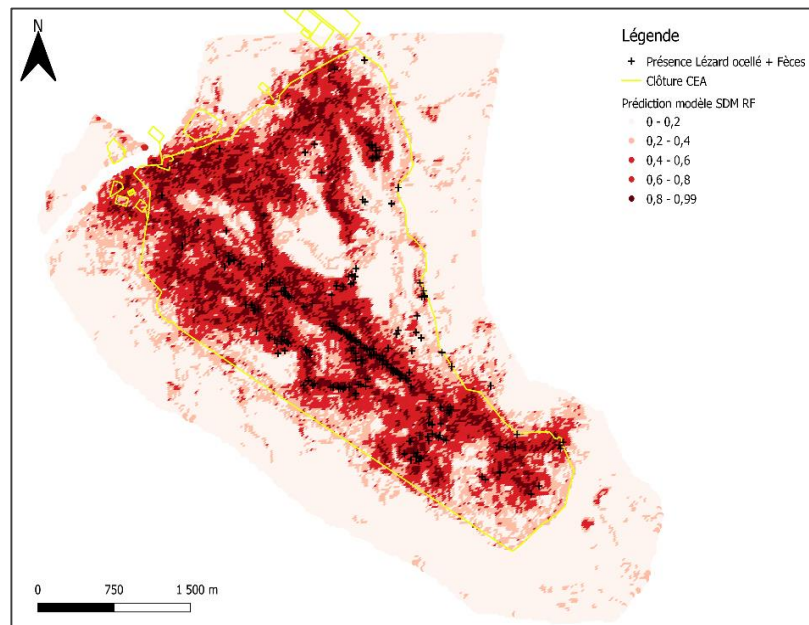 N
Légende
Présence Lézard ocellé + Fèces
Clôture CEA
Prédiction modèle SDM RF
0 - 0,2
0,2 - 0,4
0,4 - 0,6
0,6 - 0,8
0,8 - 0,99
0 750 1 500 m